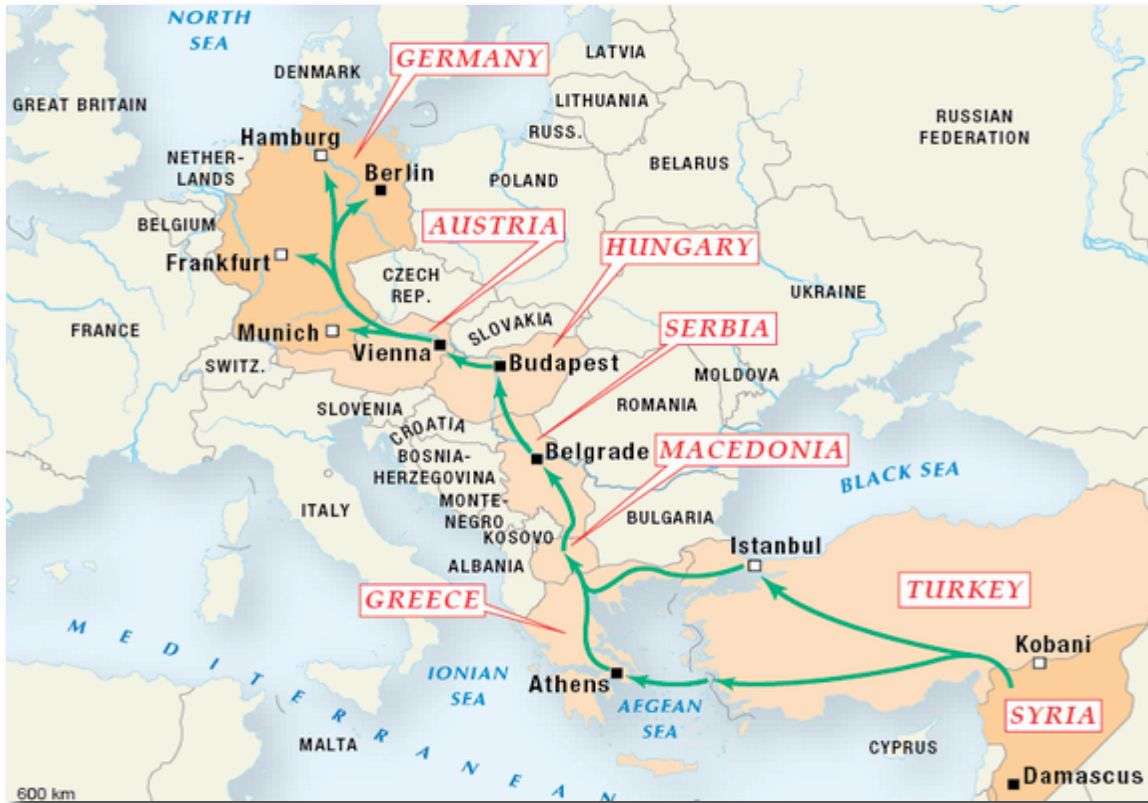 NORTH
SEA
GERMANY
LATVIA
DENMARK
GREAT BRITAIN
LITHUANIA
RUSSIAN
FEDERATION
RUSS.
Hamburg
NETHER-
LANDS
BELARUS
Berlin
POLAND
BELGIUM
AUSTRIA
HUNGARY
Frankfurt
CZECH
REP.
UKRAINE
FRANCE
Munich
SLOVAKIA
SERBIA
Vienna
SWITZ.
Budapest
MOLDOVA
SLOVENIA
ROMANIA
CROATIA
BOSNIA-
HERZEGOVINA
Belgrade
MACEDONIA
BLACK SEA
ITALY
MONTE-
NEGRO
BULGARIA
KOSOVO
Istanbul
ALBANIA
GREECE
TURKEY
MEDITERRANEAN
Kobani
IONIAN
SEA
Athens
AEGEAN
SEA
SYRIA
MALTA
CYPRUS
Damascus
600 km